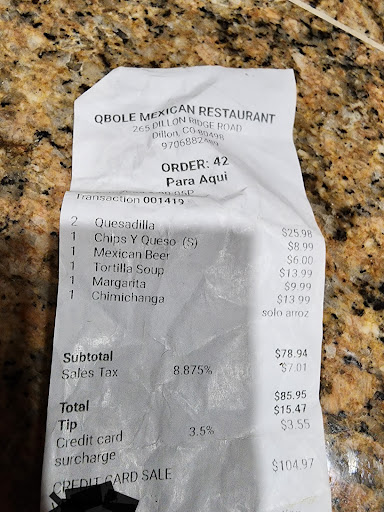 QBOLE MEXICAN RESTAURANT
265 DILLON RIDGE ROAD
Dillon, CO 80498
ORDER: 42
Para Aqui
Transaction 001419
2 Quesadilla $25.98
1 Chips Y Queso (S) $8.99
1 Mexican Beer $6.00
1 Tortilla Soup $13.99
1 Margarita $9.99
1 Chimichanga $13.99
solo arroz
Subtotal $78.94
Sales Tax 8.875% $7.01
Total $85.95
Tip $15.47
Credit card 3.5% $3.55
surcharge
CREDIT CARD SALE $104.97